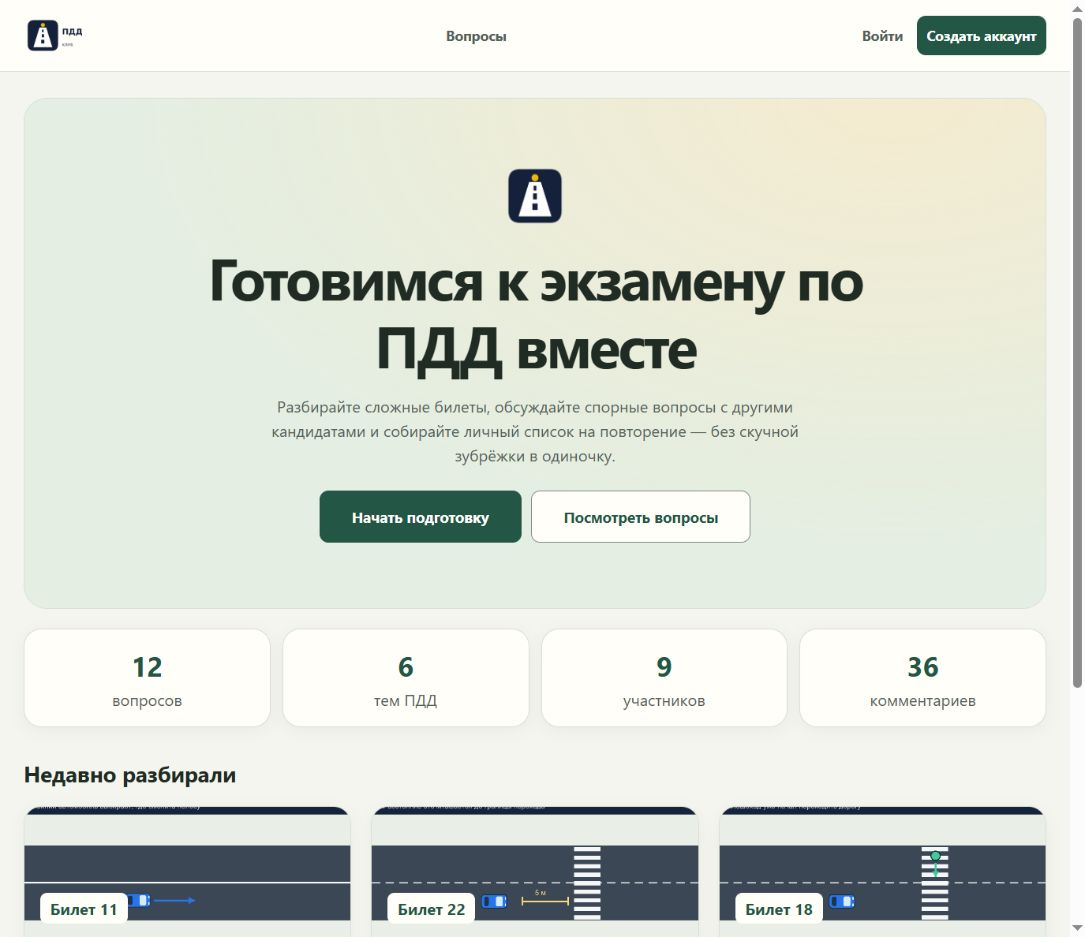 ПДД
Вопросы
Войти
Создать аккаунт
Готовимся к экзамену по
ПДД вместе
Разбирайте сложные билеты, обсуждайте спорные вопросы с другими
кандидатами и собирайте личный список на повторение — без скучной
зубрёжки в одиночку.
Начать подготовку
Посмотреть вопросы
12
вопросов
6
тем ПДД
9
участников
36
комментариев
Недавно разбирали
Билет 11
5 м
Билет 22
Билет 18